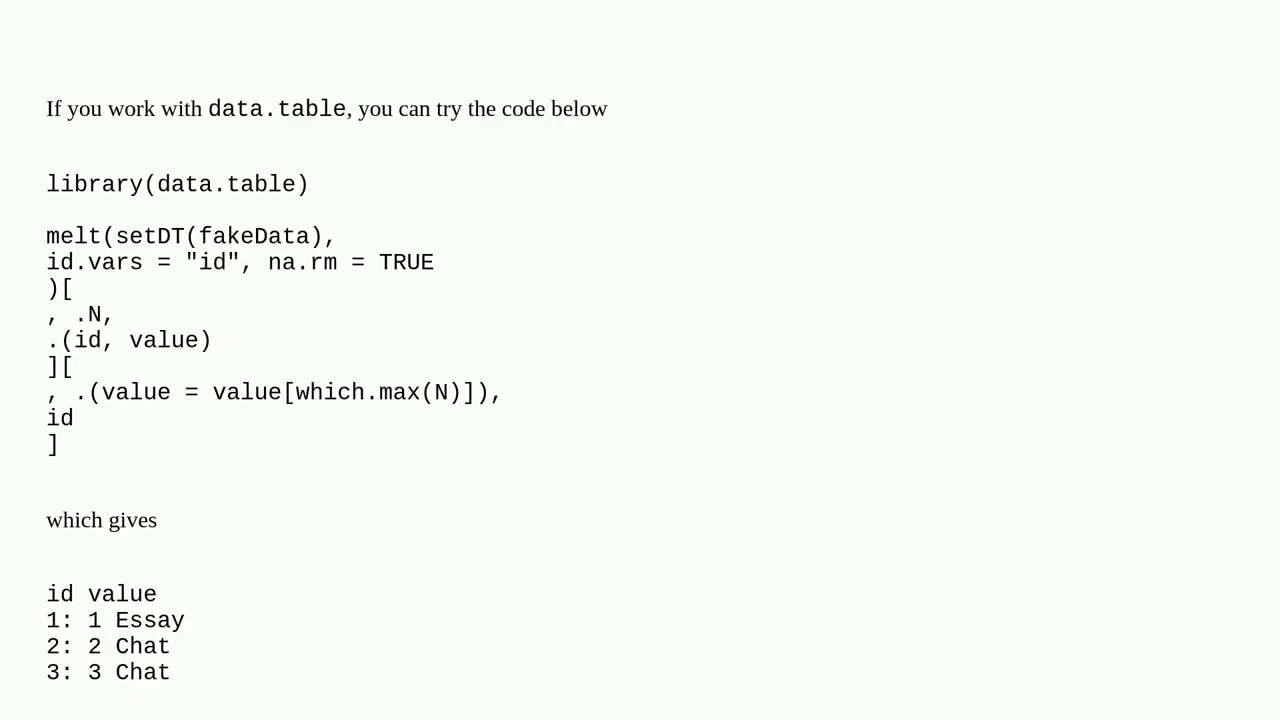 If you work with data.table, you can try the code below
library(data.table)
melt(setDT(fakeData),
id.vars = "id", na.rm = TRUE
)[
, .N,
.(id, value)
][
, .(value = value[which.max(N)]),
id
]
which gives
id value
1: 1 Essay
2: 2 Chat
3: 3 Chat